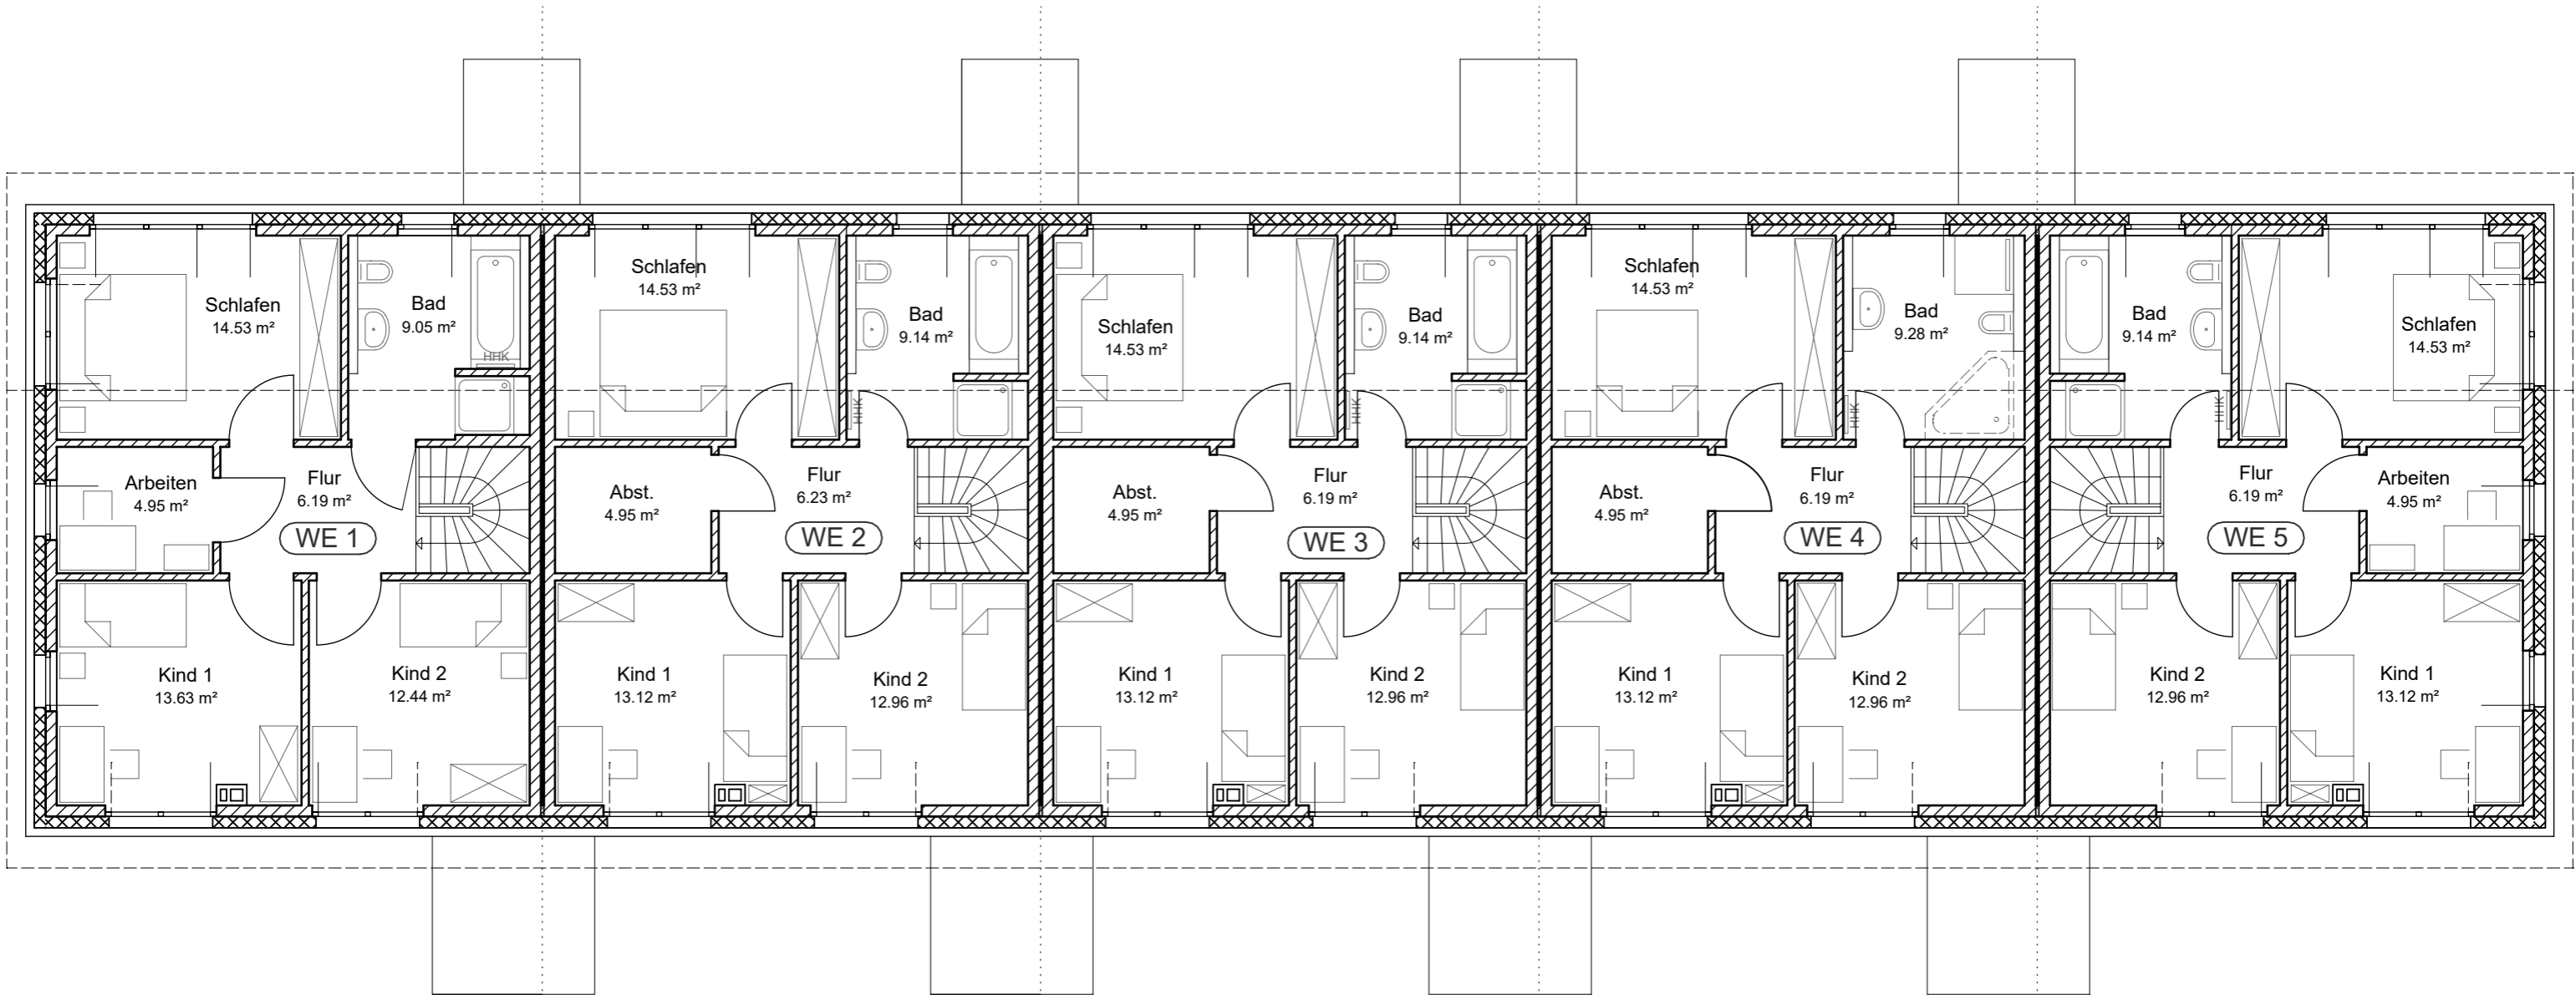 Schlafen
14.53 m²
Bad
9.05 m²
HHK
Arbeiten
4.95 m²
Flur
6.19 m²
WE 1
Kind 1
13.63 m²
Kind 2
12.44 m²
Schlafen
14.53 m²
Bad
9.14 m²
HHK
Abst.
4.95 m²
Flur
6.23 m²
WE 2
Kind 1
13.12 m²
Kind 2
12.96 m²
Schlafen
14.53 m²
Bad
9.14 m²
HHK
Abst.
4.95 m²
Flur
6.19 m²
WE 3
Kind 1
13.12 m²
Kind 2
12.96 m²
Schlafen
14.53 m²
Bad
9.28 m²
HHK
Abst.
4.95 m²
Flur
6.19 m²
WE 4
Kind 1
13.12 m²
Kind 2
12.96 m²
Bad
9.14 m²
HHK
Schlafen
14.53 m²
Flur
6.19 m²
Arbeiten
4.95 m²
WE 5
Kind 2
12.96 m²
Kind 1
13.12 m²